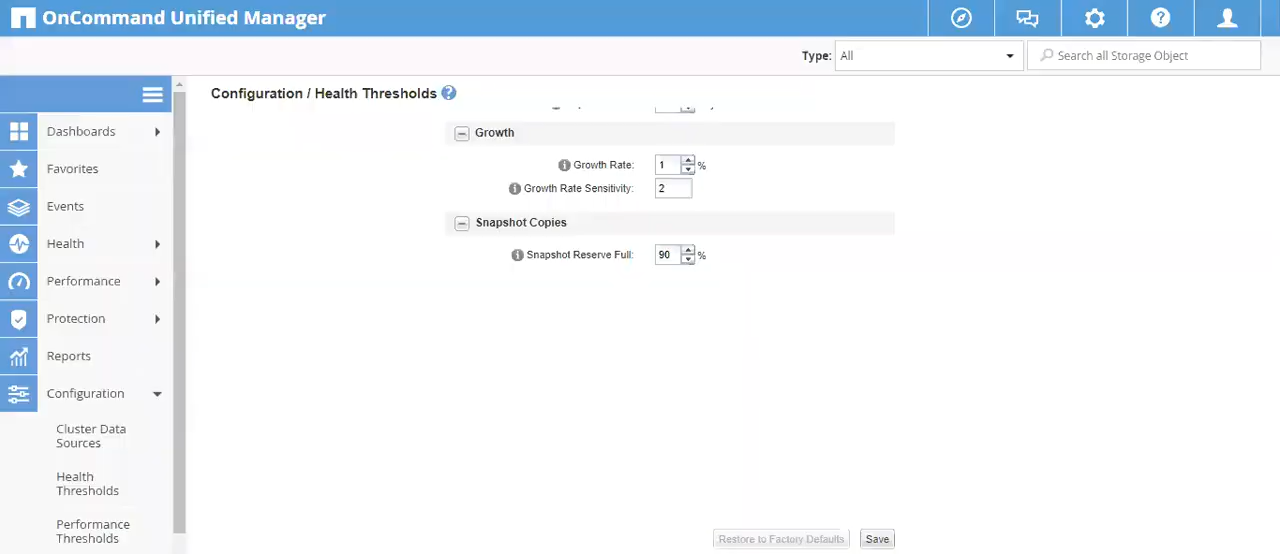 OnCommand Unified Manager
Type: All Search all Storage Object
Configuration / Health Thresholds ?
Dashboards
Favorites
Events
Health
Performance
Protection
Reports
Configuration
Cluster Data
Sources
Health
Thresholds
Performance
Thresholds
Growth
Growth Rate: 1 %
Growth Rate Sensitivity: 2
Snapshot Copies
Snapshot Reserve Full: 90 %
Restore to Factory Defaults Save